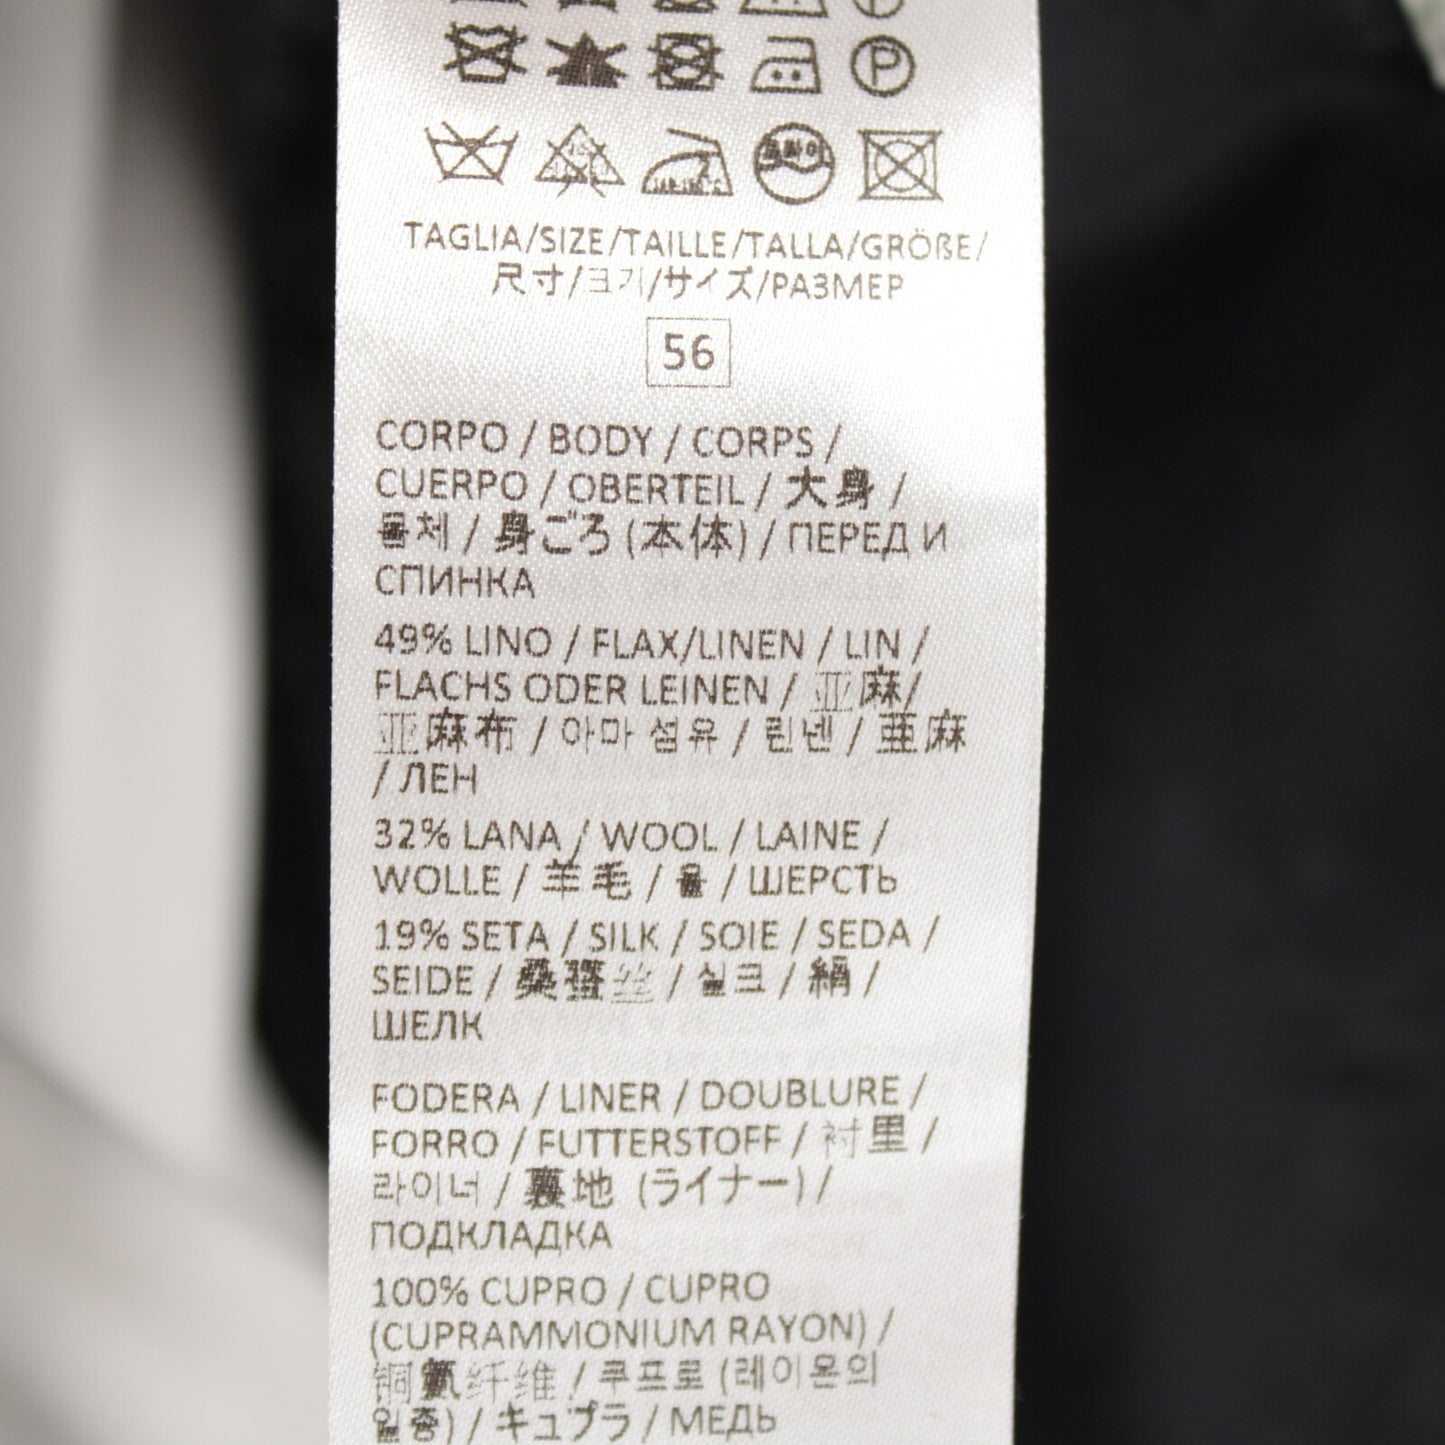 P
드라이
TAGLIA/SIZE/TAILLE/TALLA/GRÖßE/
尺寸/크기/サイズ/РАЗМЕР
56
CORPO / BODY / CORPS /
CUERPO / OBERTEIL / 大身 /
몸체 / 身ごろ (本体) / ПЕРЕД И
СПИНКА
49% LINO / FLAX/LINEN / LIN /
FLACHS ODER LEINEN / 亚麻/
亚麻布 / 아마 섬유 / 린넨 / 亜麻
/ ЛЕН
32% LANA / WOOL / LAINE /
WOLLE / 羊毛 / 울 / ШЕРСТЬ
19% SETA / SILK / SOIE / SEDA /
SEIDE / 桑蚕丝 / 실크 / 絹 /
ШЕЛК
FODERA / LINER / DOUBLURE /
FORRO / FUTTERSTOFF / 衬里 /
라이너 / 裏地 (ライナー) /
ПОДКЛАДКА
100% CUPRO / CUPRO
(CUPRAMMONIUM RAYON) /
铜氨纤维 / 쿠프로 (레이온의
일종) / キュプラ / МЕДЬ